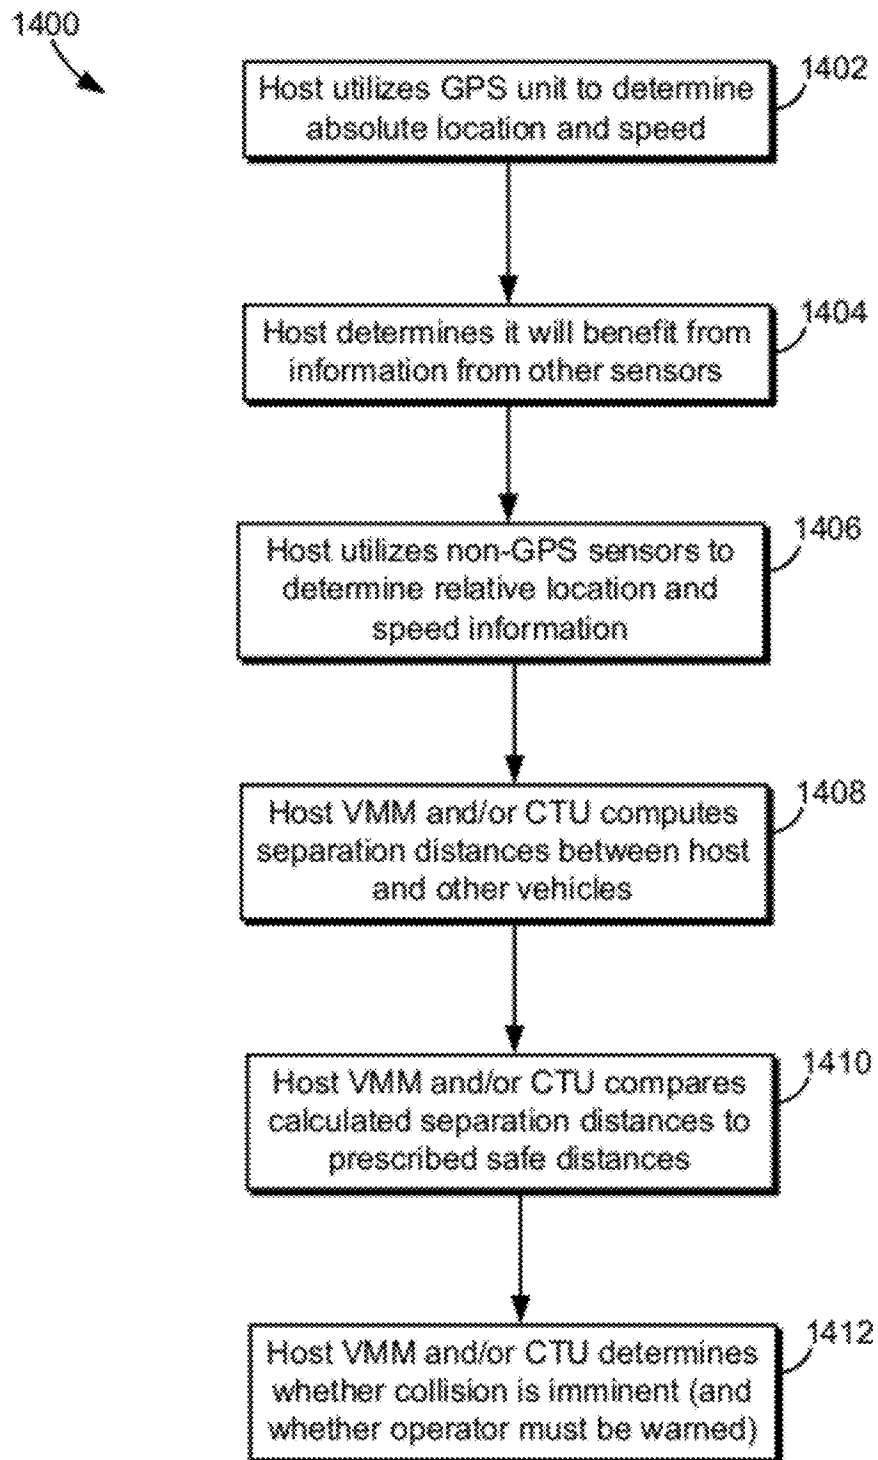 1400
Host utilizes GPS unit to determine
absolute location and speed
1402
Host determines it will benefit from
information from other sensors
1404
Host utilizes non-GPS sensors to
determine relative location and
speed information
1406
Host VMM and/or CTU computes
separation distances between host
and other vehicles
1408
Host VMM and/or CTU compares
calculated separation distances to
prescribed safe distances
1410
Host VMM and/or CTU determines
whether collision is imminent (and
whether operator must be warned)
1412